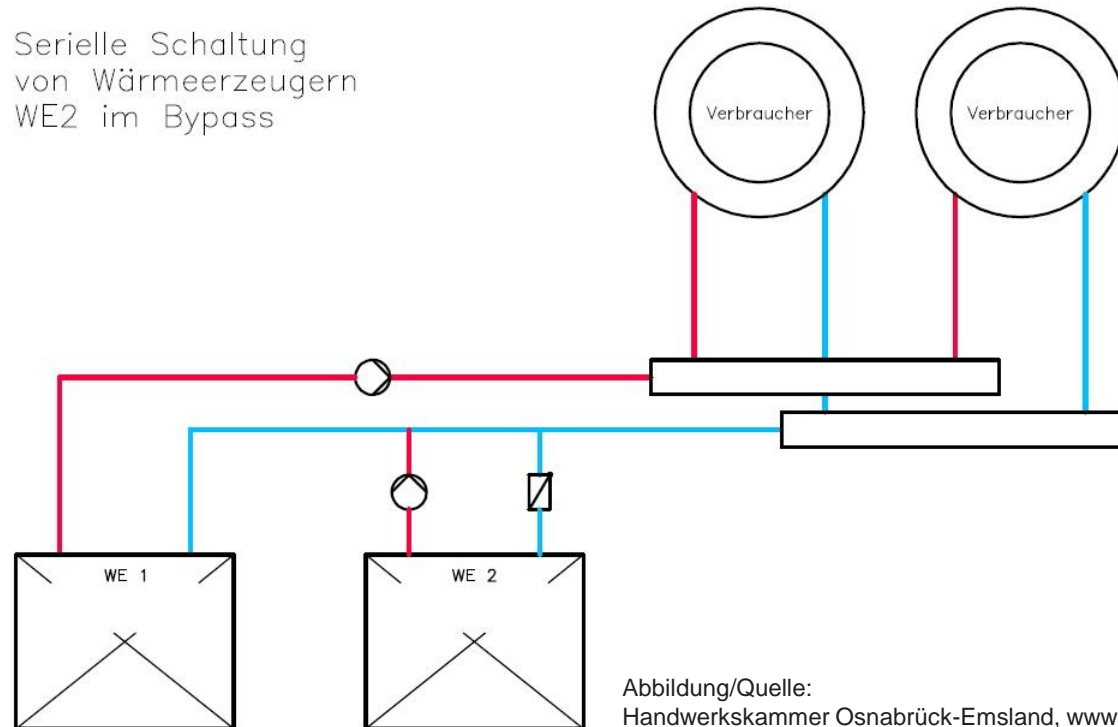 Serielle Schaltung
von Wärmeerzeugern
WE2 im Bypass
Verbraucher
Verbraucher
WE 1
WE 2
Abbildung/Quelle:
Handwerkskammer Osnabrück-Emsland, www